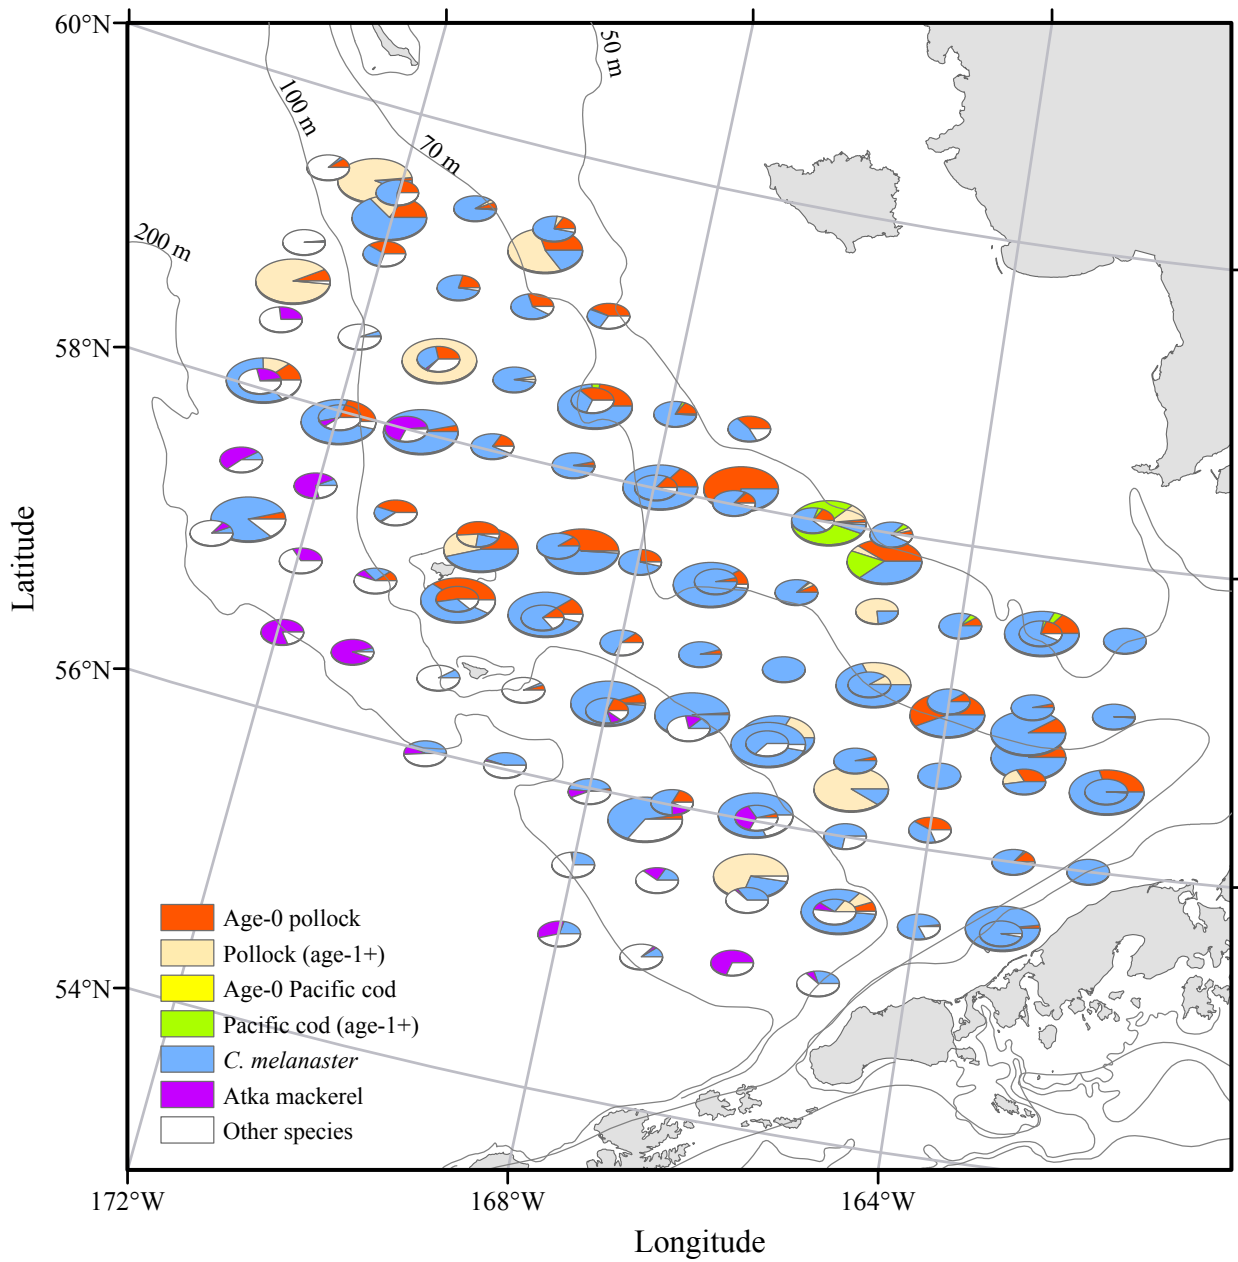 60°N
50 m
100 m
70 m
200 m
58°N
Latitude
56°N
Age-0 pollock
Pollock (age-1+)
Age-0 Pacific cod
54°N
Pacific cod (age-1+)
C. melanaster
Atka mackerel
Other species
172°W
168°W
164°W
Longitude